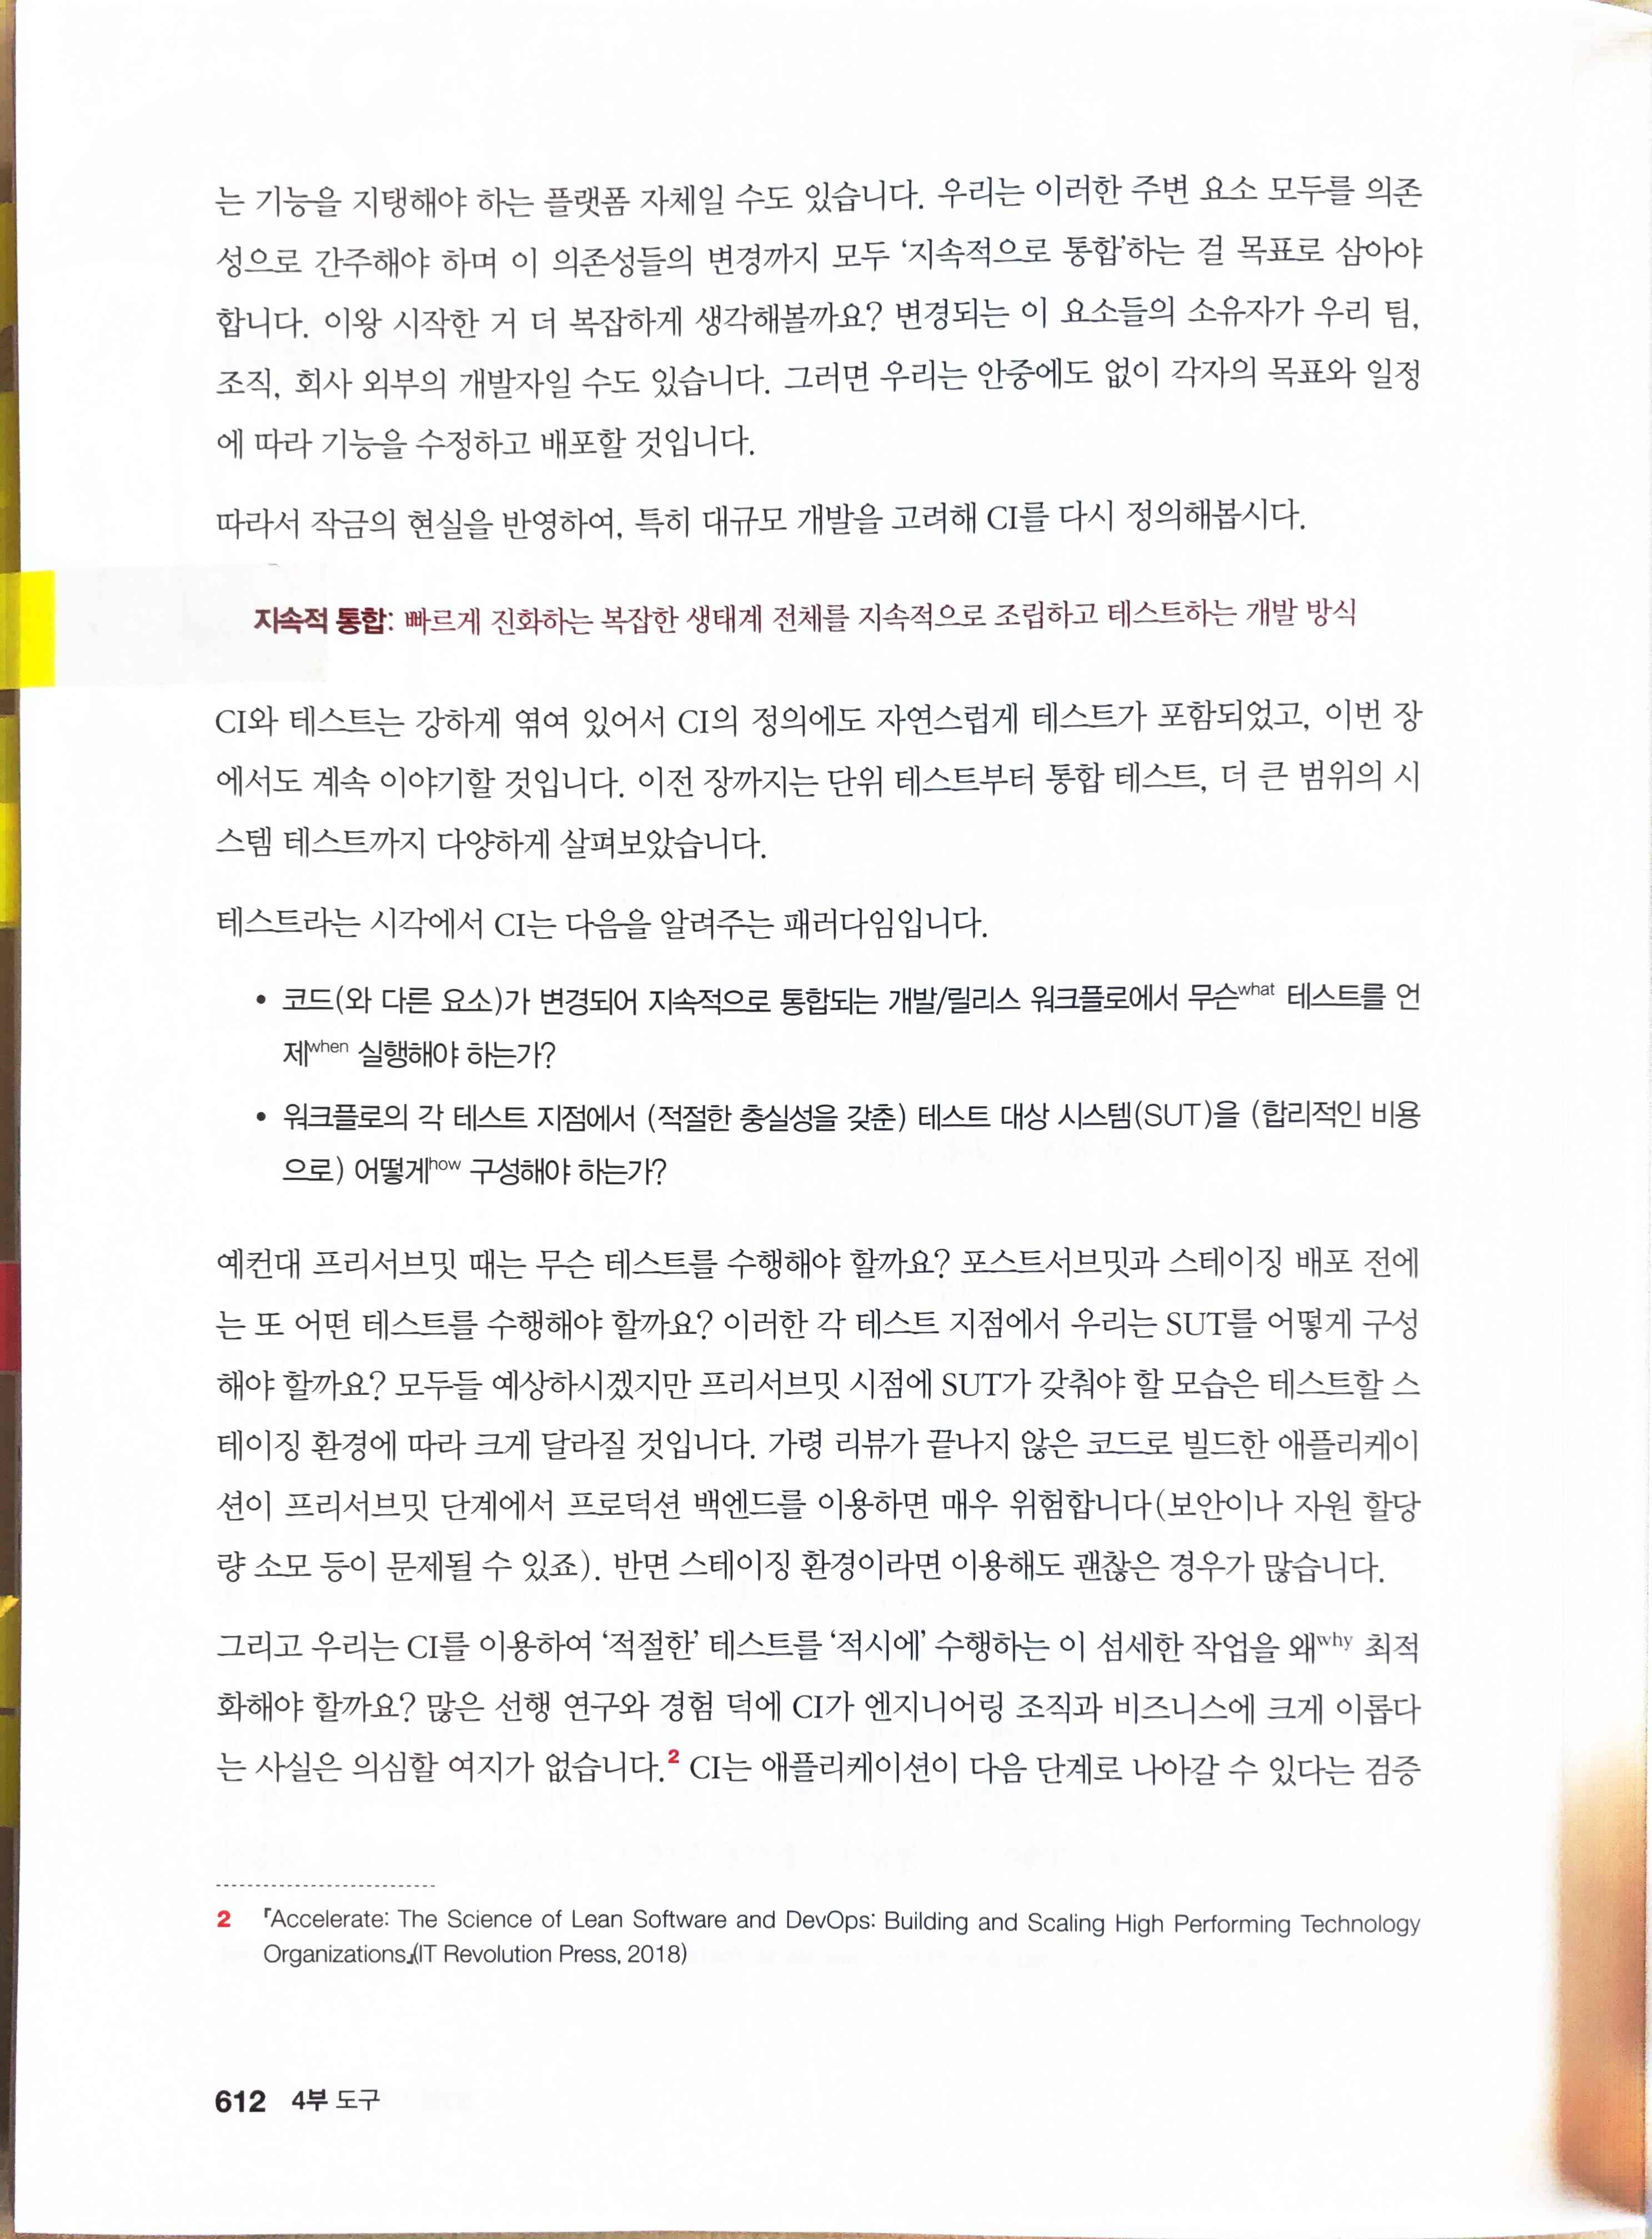 는 기능을 지탱해야 하는 플랫폼 자체일 수도 있습니다. 우리는 이러한 주변 요소 모두를 의존
성으로 간주해야 하며 이 의존성들의 변경까지 모두 ‘지속적으로 통합’하는 걸 목표로 삼아야
합니다. 이왕 시작한 거 더 복잡하게 생각해볼까요? 변경되는 이 요소들의 소유자가 우리 팀,
조직, 회사 외부의 개발자일 수도 있습니다. 그러면 우리는 안중에도 없이 각자의 목표와 일정
에 따라 기능을 수정하고 배포할 것입니다.
따라서 작금의 현실을 반영하여, 특히 대규모 개발을 고려해 CI를 다시 정의해봅시다.
지속적 통합: 빠르게 진화하는 복잡한 생태계 전체를 지속적으로 조립하고 테스트하는 개발 방식
CI와 테스트는 강하게 엮여 있어서 CI의 정의에도 자연스럽게 테스트가 포함되었고, 이번 장
에서도 계속 이야기할 것입니다. 이전 장까지는 단위 테스트부터 통합 테스트, 더 큰 범위의 시
스템 테스트까지 다양하게 살펴보았습니다.
테스트라는 시각에서 CI는 다음을 알려주는 패러다임입니다.
• 코드(와 다른 요소)가 변경되어 지속적으로 통합되는 개발/릴리스 워크플로에서 무슨what 테스트를 언
제when 실행해야 하는가?
• 워크플로의 각 테스트 지점에서 (적절한 충실성을 갖춘) 테스트 대상 시스템(SUT)을 (합리적인 비용
으로) 어떻게how 구성해야 하는가?
예컨대 프리서브밋 때는 무슨 테스트를 수행해야 할까요? 포스트서브밋과 스테이징 배포 전에
는 또 어떤 테스트를 수행해야 할까요? 이러한 각 테스트 지점에서 우리는 SUT를 어떻게 구성
해야 할까요? 모두들 예상하시겠지만 프리서브밋 시점에 SUT가 갖춰야 할 모습은 테스트할 스
테이징 환경에 따라 크게 달라질 것입니다. 가령 리뷰가 끝나지 않은 코드로 빌드한 애플리케이
션이 프리서브밋 단계에서 프로덕션 백엔드를 이용하면 매우 위험합니다(보안이나 자원 할당
량 소모 등이 문제될 수 있죠). 반면 스테이징 환경이라면 이용해도 괜찮은 경우가 많습니다.
그리고 우리는 CI를 이용하여 ‘적절한’ 테스트를 ‘적시에’ 수행하는 이 섬세한 작업을 왜why 최적
화해야 할까요? 많은 선행 연구와 경험 덕에 CI가 엔지니어링 조직과 비즈니스에 크게 이롭다
는 사실은 의심할 여지가 없습니다.2 CI는 애플리케이션이 다음 단계로 나아갈 수 있다는 검증
2 『Accelerate: The Science of Lean Software and DevOps: Building and Scaling High Performing Technology
Organizations』(IT Revolution Press, 2018)
612 4부 도구